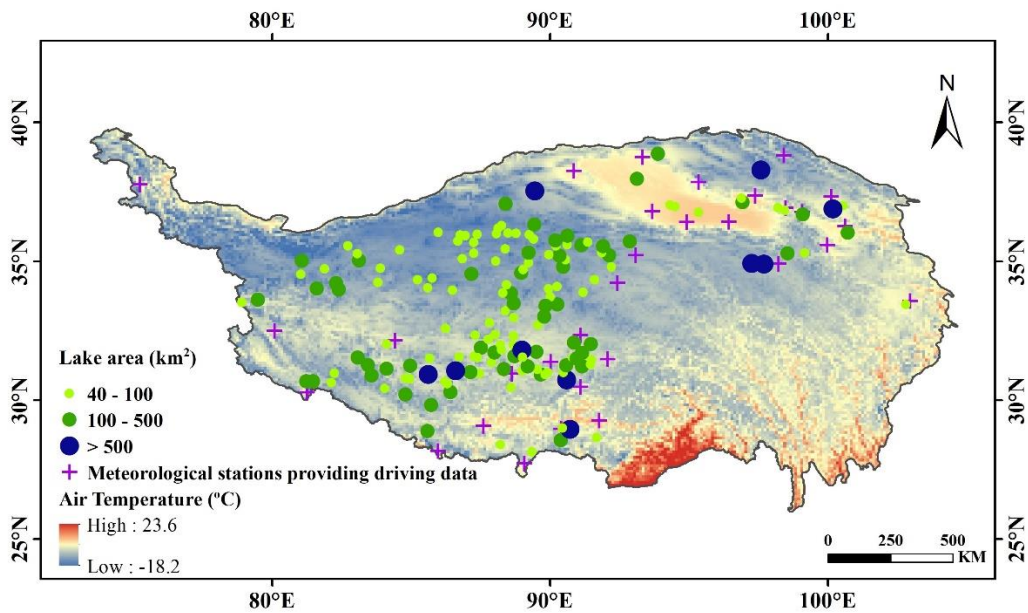 80°E 90°E 100°E
N
40°N 40°N
35°N 35°N
30°N 30°N
25°N 25°N
Lake area (km²)
40 - 100
100 - 500
> 500
Meteorological stations providing driving data
Air Temperature (ºC)
High : 23.6
Low : -18.2
0 250 500
KM
80°E 90°E 100°E